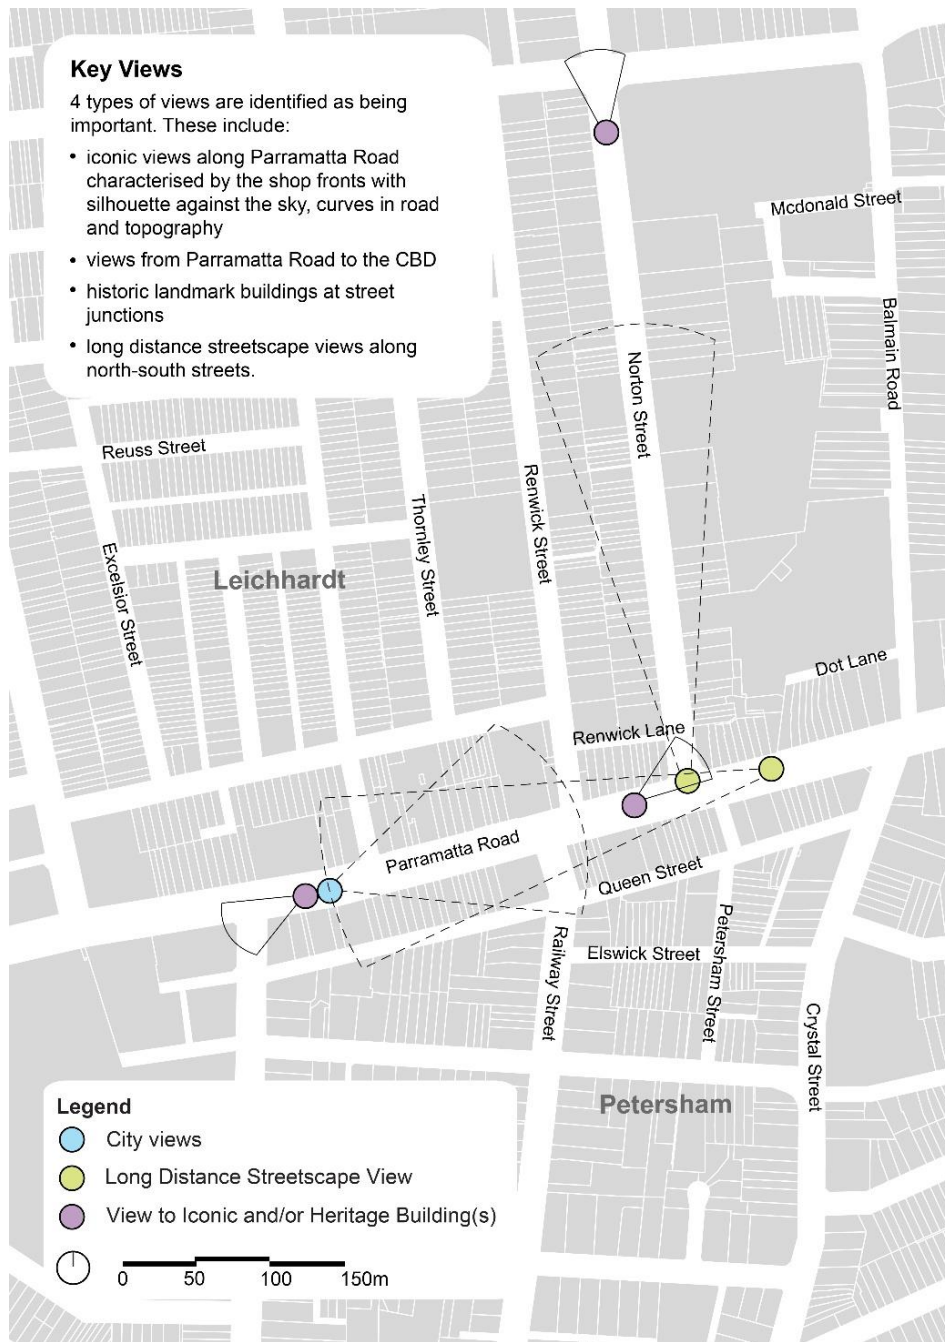 Key Views
4 types of views are identified as being
important. These include:
• iconic views along Parramatta Road
characterised by the shop fronts with
silhouette against the sky, curves in road
and topography
• views from Parramatta Road to the CBD
• historic landmark buildings at street
junctions
• long distance streetscape views along
north-south streets.
Mcdonald Street
Balmain Road
Norton Street
Reuss Street
Renwick Street
Thornley Street
Excelsior Street
Leichhardt
Dot Lane
Renwick Lane
Parramatta Road
Queen Street
Petersham Street
Railway Street
Elswick Street
Crystal Street
Petersham
Legend
City views
Long Distance Streetscape View
View to Iconic and/or Heritage Building(s)
0 50 100 150m